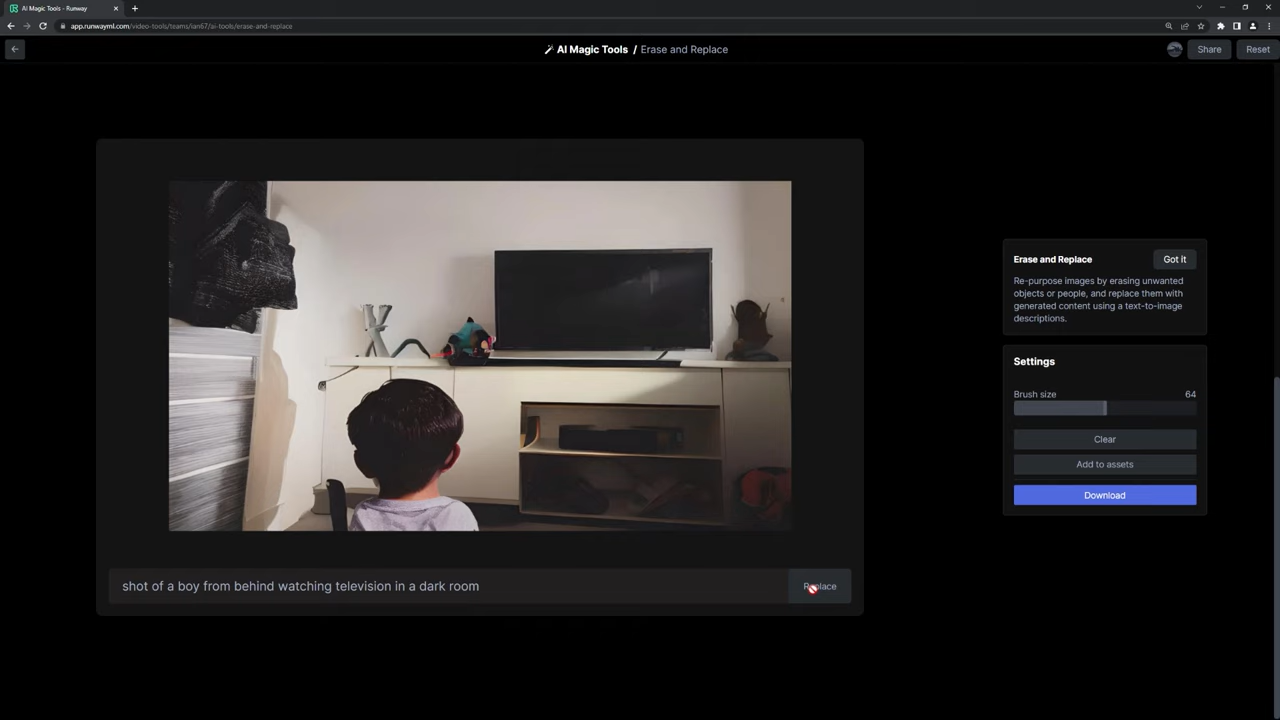 AI Magic Tools - Runway
app.runwayml.com/video-tools/teams/ian67/ai-tools/erase-and-replace
AI Magic Tools / Erase and Replace
Share
Reset
Erase and Replace
Got it
Re-purpose images by erasing unwanted
objects or people, and replace them with
generated content using a text-to-image
descriptions.
Settings
Brush size 64
Clear
Add to assets
Download
shot of a boy from behind watching television in a dark room
Replace